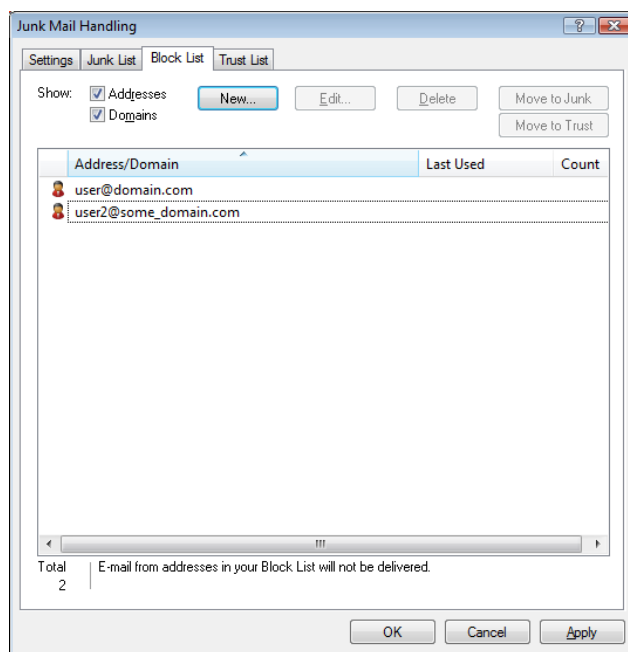 Junk Mail Handling
Settings Junk List Block List Trust List
Show: Addresses New... Edit... Delete Move to Junk
Domains Move to Trust
Address/Domain Last Used Count
user@domain.com
user2@some_domain.com
Total E-mail from addresses in your Block List will not be delivered.
2
OK Cancel Apply